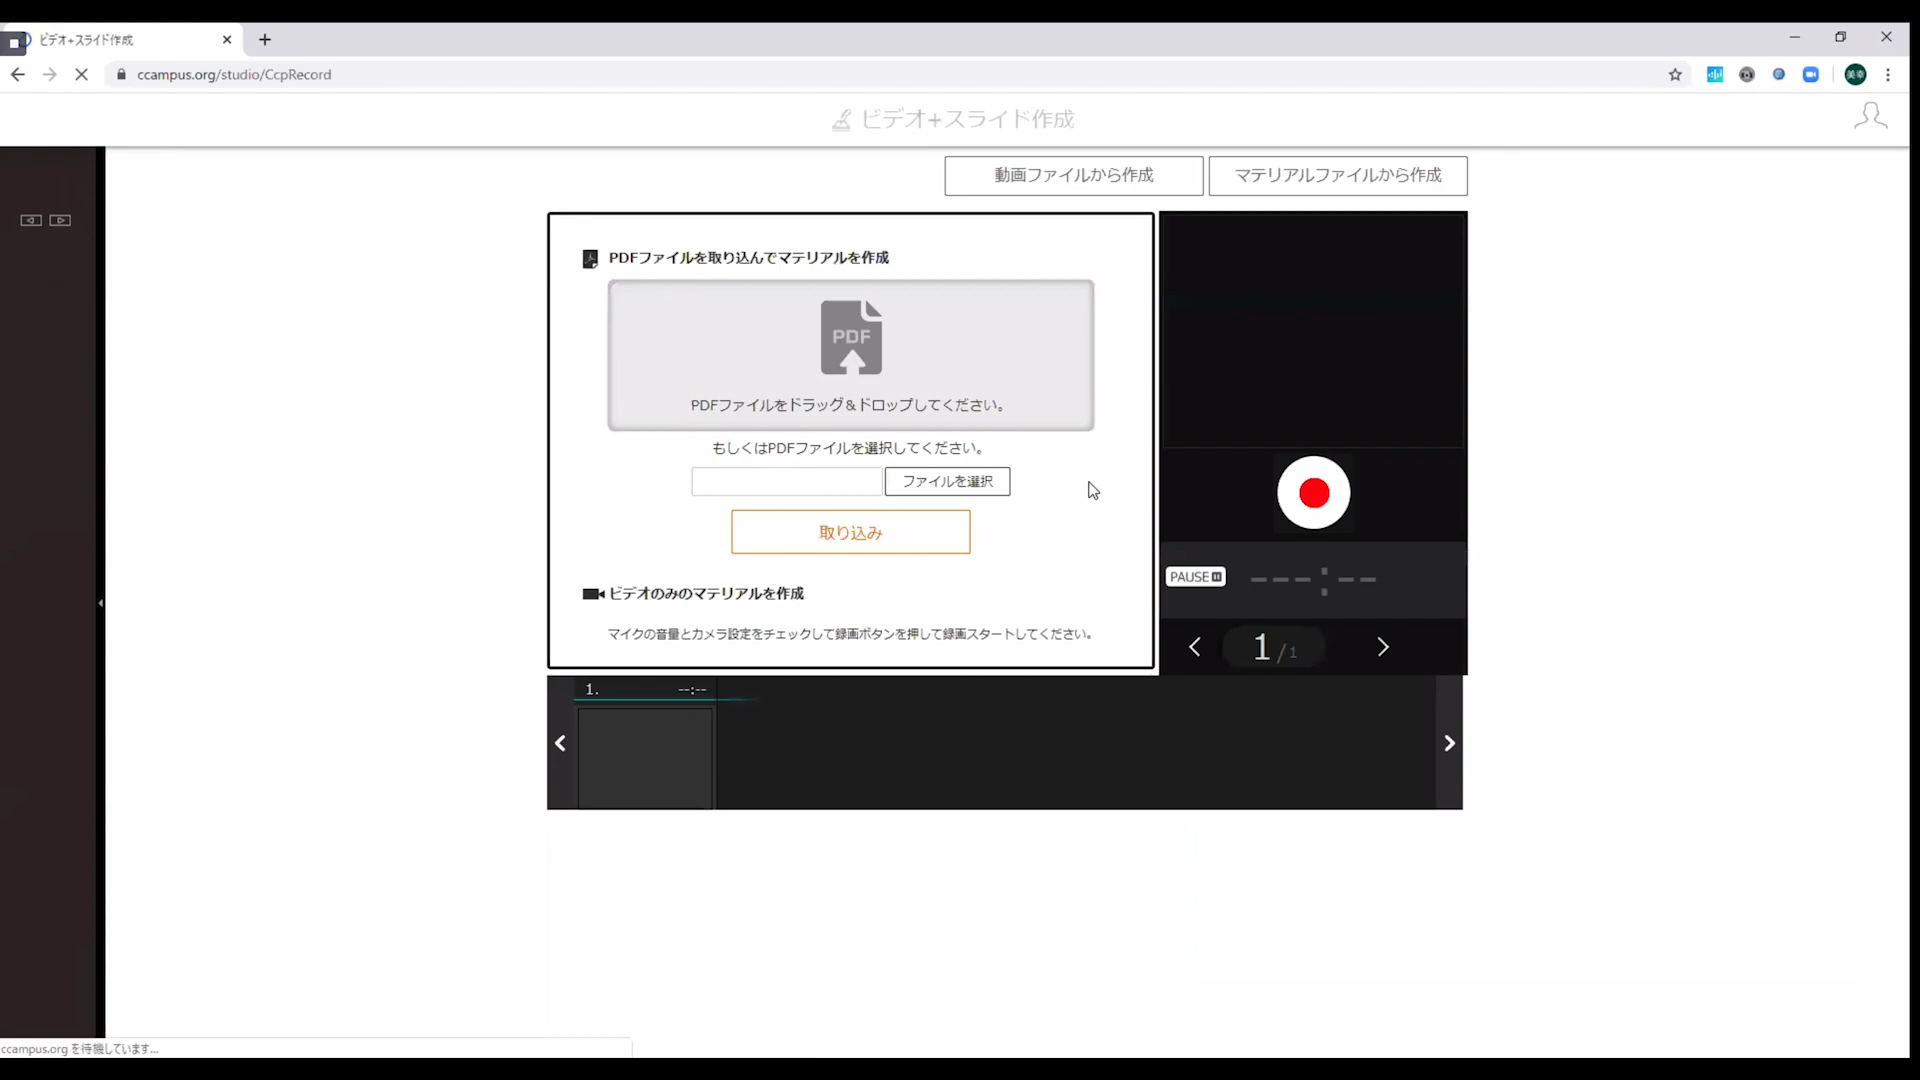 ビデオ+スライド作成
ccampus.org/studio/CcpRecord
美幸
ビデオ+スライド作成
動画ファイルから作成
マテリアルファイルから作成
PDFファイルを取り込んでマテリアルを作成
PDF
PDFファイルをドラッグ＆ドロップしてください。
もしくはPDFファイルを選択してください。
ファイルを選択
取り込み
ビデオのみのマテリアルを作成
マイクの音量とカメラ設定をチェックして録画ボタンを押して録画スタートしてください。
PAUSE
---:--
1/1
1. --:--
ccampus.org を待機しています...